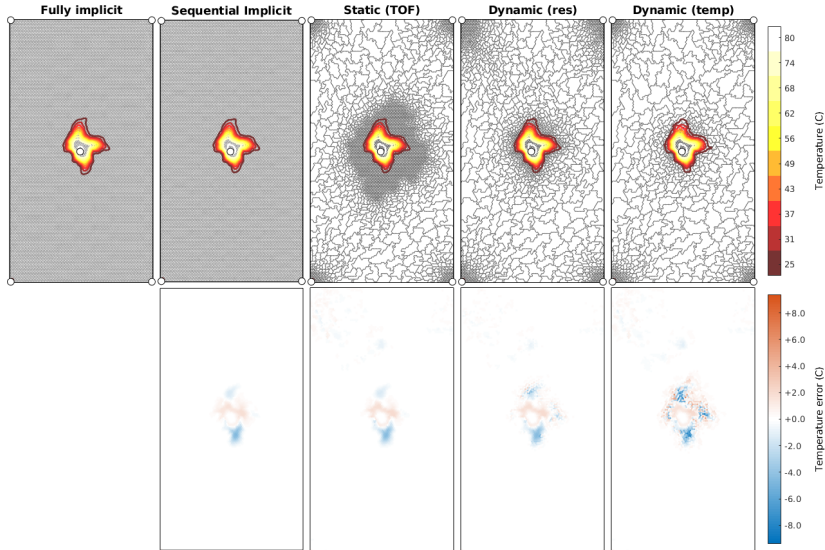 Fully implicit
Sequential Implicit
Static (TOF)
Dynamic (res)
Dynamic (temp)
80
74
68
62
56
49
43
37
31
25
Temperature (C)
+8.0
+6.0
+4.0
+2.0
+0.0
-2.0
-4.0
-6.0
-8.0
Temperature error (C)